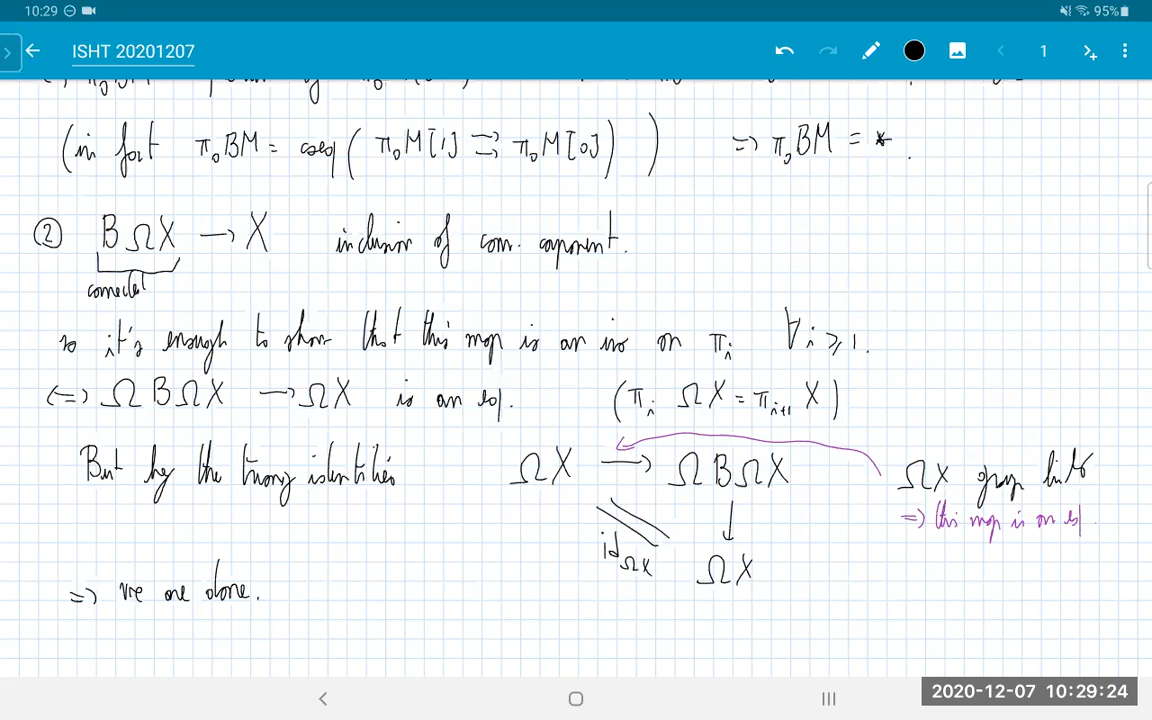 10:29
95%
ISHT 20201207
1
(in fact π₀BM = coeq( π₀M[1] ⇉ π₀M[0] ) ) => π₀BM = * .
② BΩX → X inclusion of conn. coponent.
connected
so it's enough to show that this map is an iso on πᵢ ∀ i ⩾ 1.
(<=>) ΩBΩX → ΩX is an eq. (πᵢ ΩX = πᵢ₊₁ X)
But by the triang identities ΩX → ΩBΩX ΩX group like
=> this map is an eq.
id_ΩX ↓ ΩX
=> we are done.
2020-12-07 10:29:24